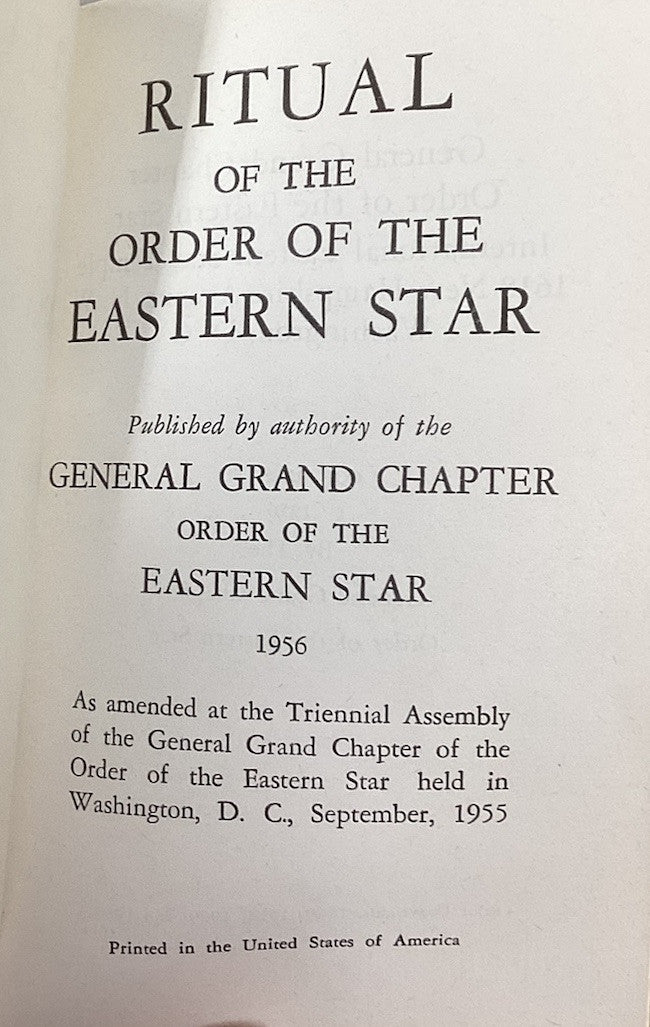 RITUAL
OF THE
ORDER OF THE
EASTERN STAR
Published by authority of the
GENERAL GRAND CHAPTER
ORDER OF THE
EASTERN STAR
1956
As amended at the Triennial Assembly
of the General Grand Chapter of the
Order of the Eastern Star held in
Washington, D. C., September, 1955
Printed in the United States of America